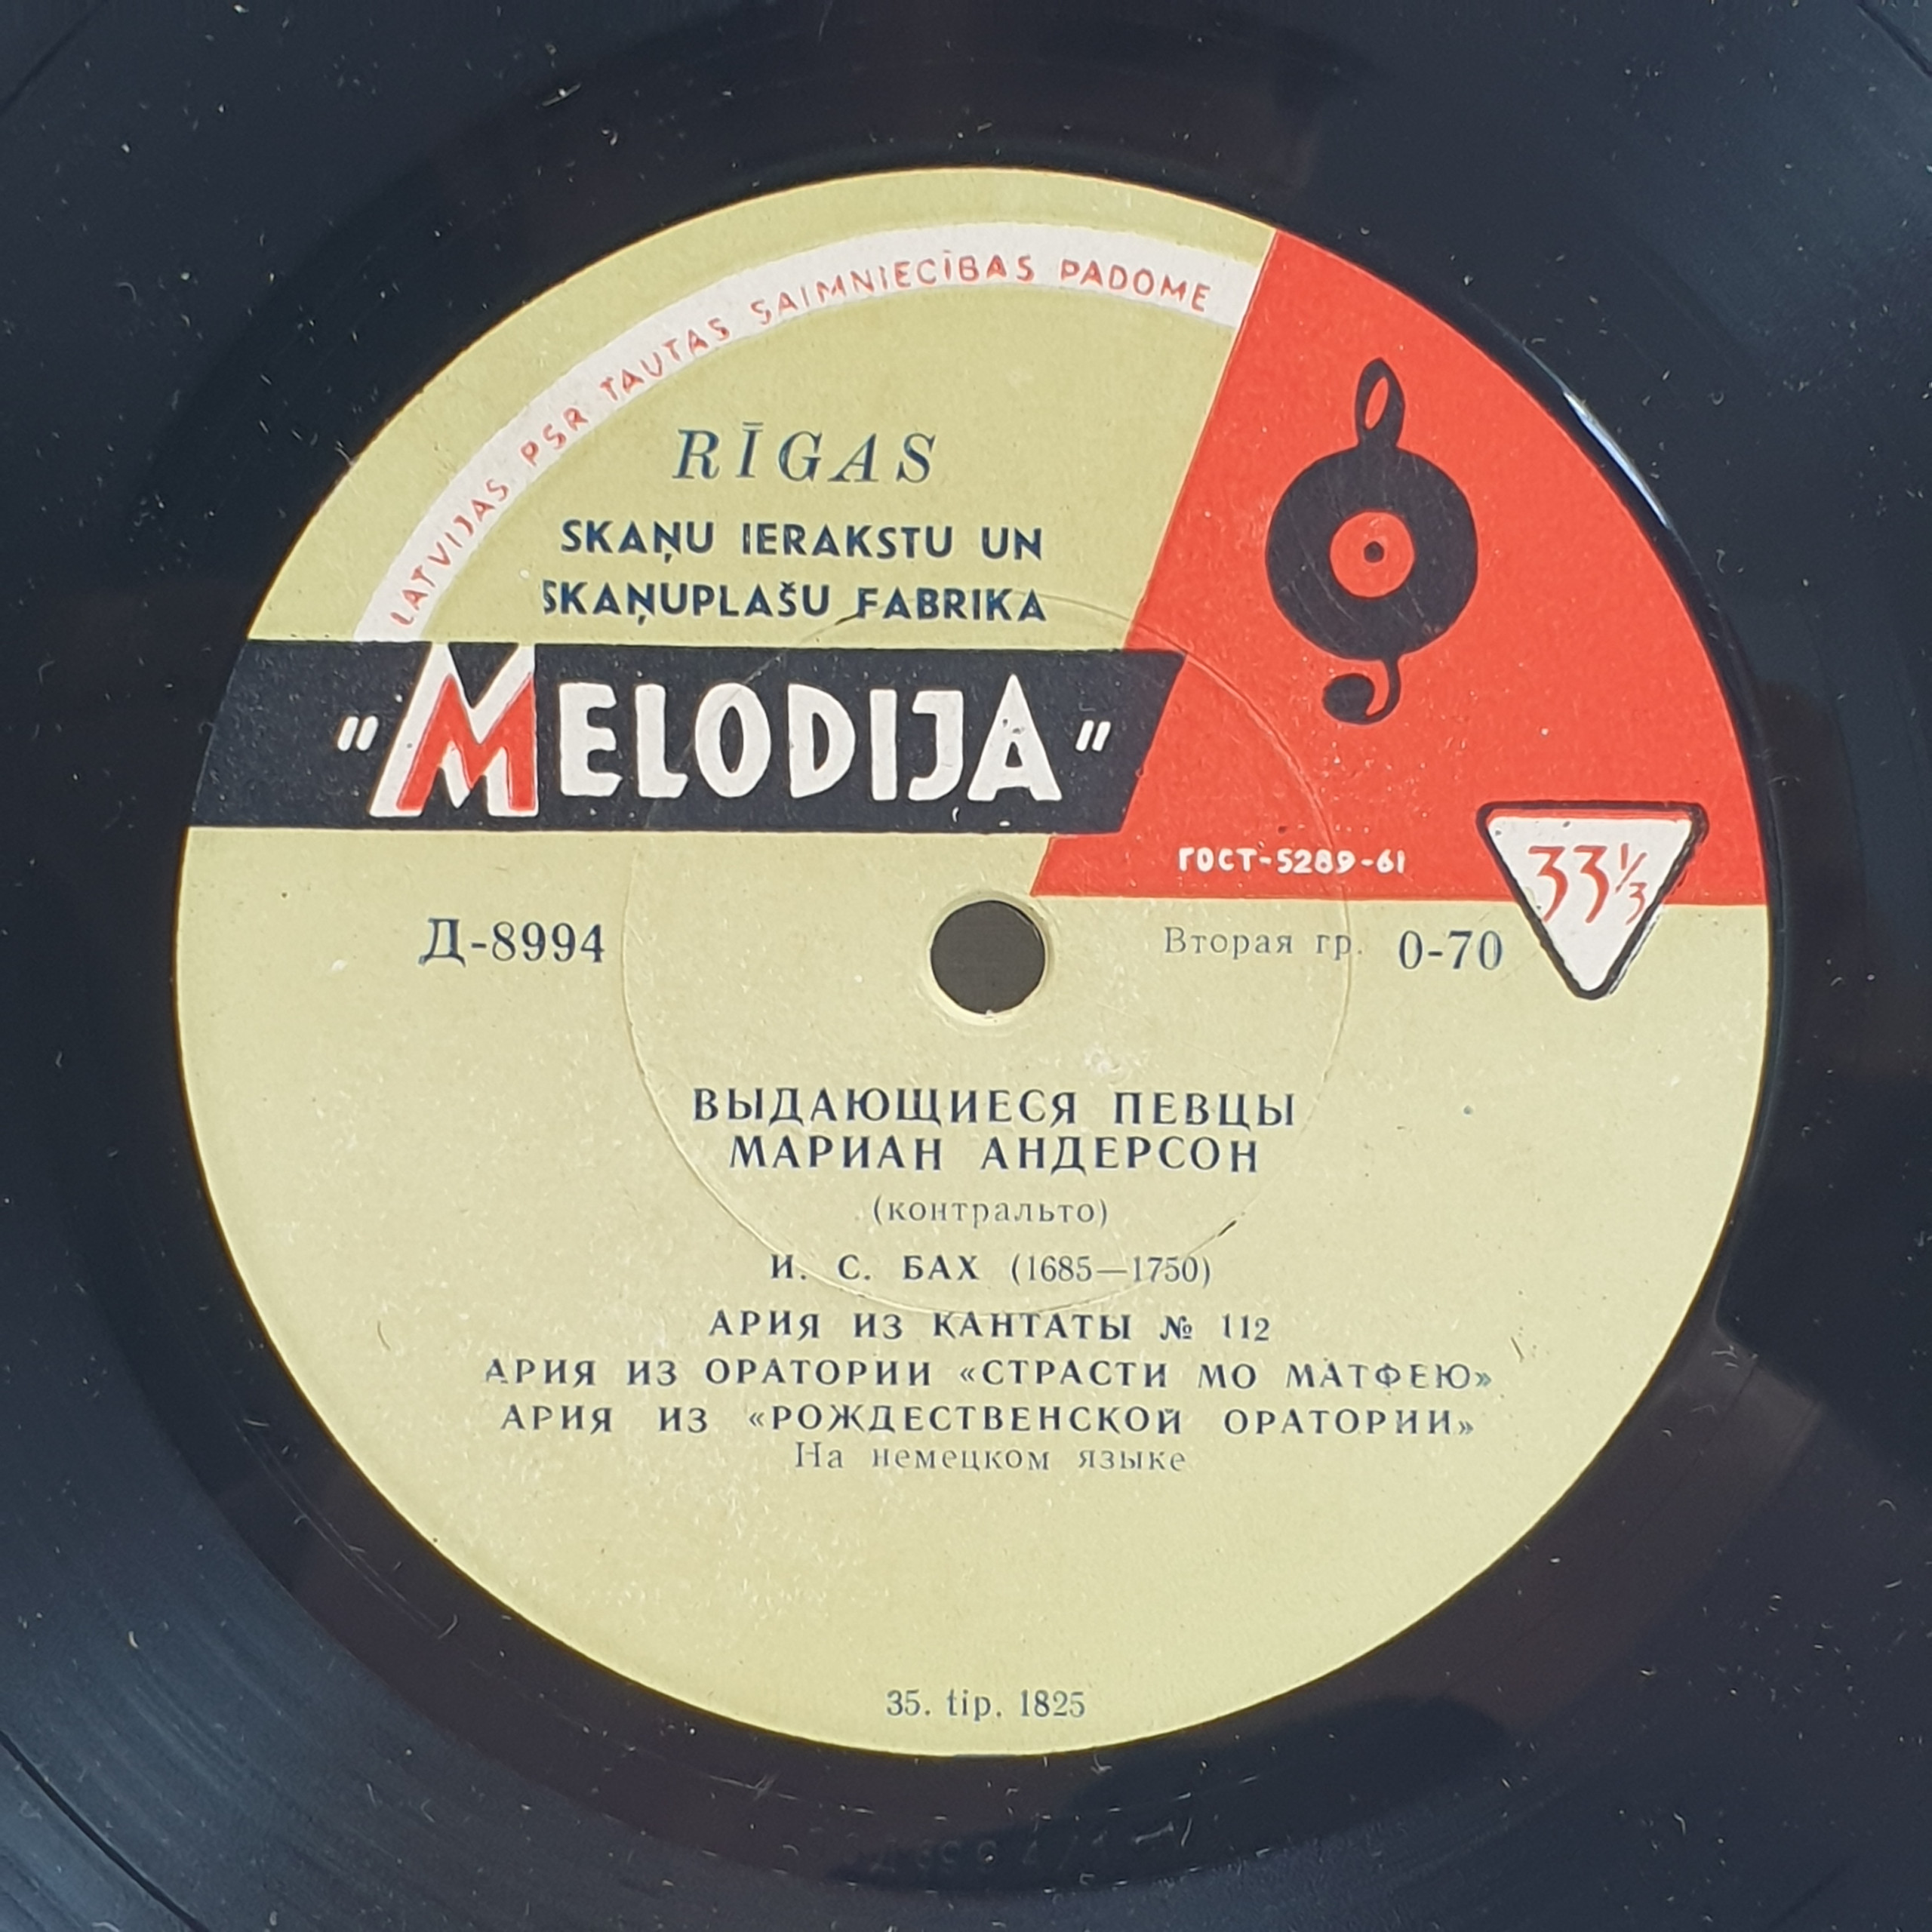 LATVIJAS PSR TAUTAS SAIMNIECĪBAS PADOME
RĪGAS
SKAŅU IERAKSTU UN
SKAŅUPLAŠU FABRIKA
"MELODIJA"
ГОСТ-5289-61
33⅓
Д-8994
Вторая гр. 0-70
ВЫДАЮЩИЕСЯ ПЕВЦЫ
МАРИАН АНДЕРСОН
(контральто)
И. С. БАХ (1685—1750)
АРИЯ ИЗ КАНТАТЫ № 112
АРИЯ ИЗ ОРАТОРИИ «СТРАСТИ МО МАТФЕЮ»
АРИЯ ИЗ «РОЖДЕСТВЕНСКОЙ ОРАТОРИИ»
На немецком языке
35. tip. 1825